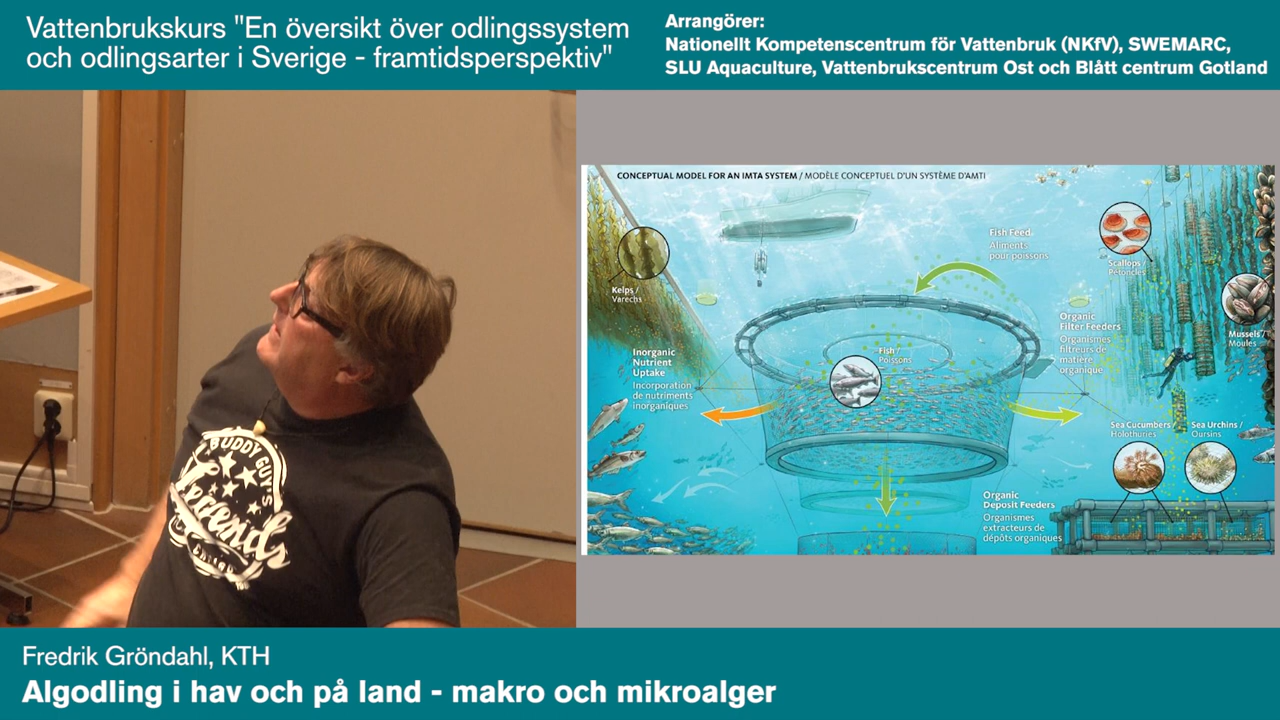 Vattenbrukskurs "En översikt över odlingssystem
och odlingsarter i Sverige - framtidsperspektiv"
Arrangörer:
Nationellt Kompetenscentrum för Vattenbruk (NKfV), SWEMARC,
SLU Aquaculture, Vattenbrukscentrum Ost och Blått centrum Gotland
BUDDY GUY'S
Legends
CONCEPTUAL MODEL FOR AN IMTA SYSTEM / MODÈLE CONCEPTUEL D'UN SYSTÈME D'AMTI
Kelps /
Varechs
Fish Feed
Aliments
pour poissons
Scallops /
Pétoncles
Mussels /
Moules
Organic
Filter Feeders
Organismes
filtreurs de
matière
organique
Fish /
Poissons
Inorganic
Nutrient
Uptake
Incorporation
de nutriments
inorganiques
Sea Cucumbers
Holothuries
Sea Urchins /
Oursins
Organic
Deposit Feeders
Organismes
extracteurs de
dépôts organiques
Fredrik Gröndahl, KTH
Algodling i hav och på land - makro och mikroalger